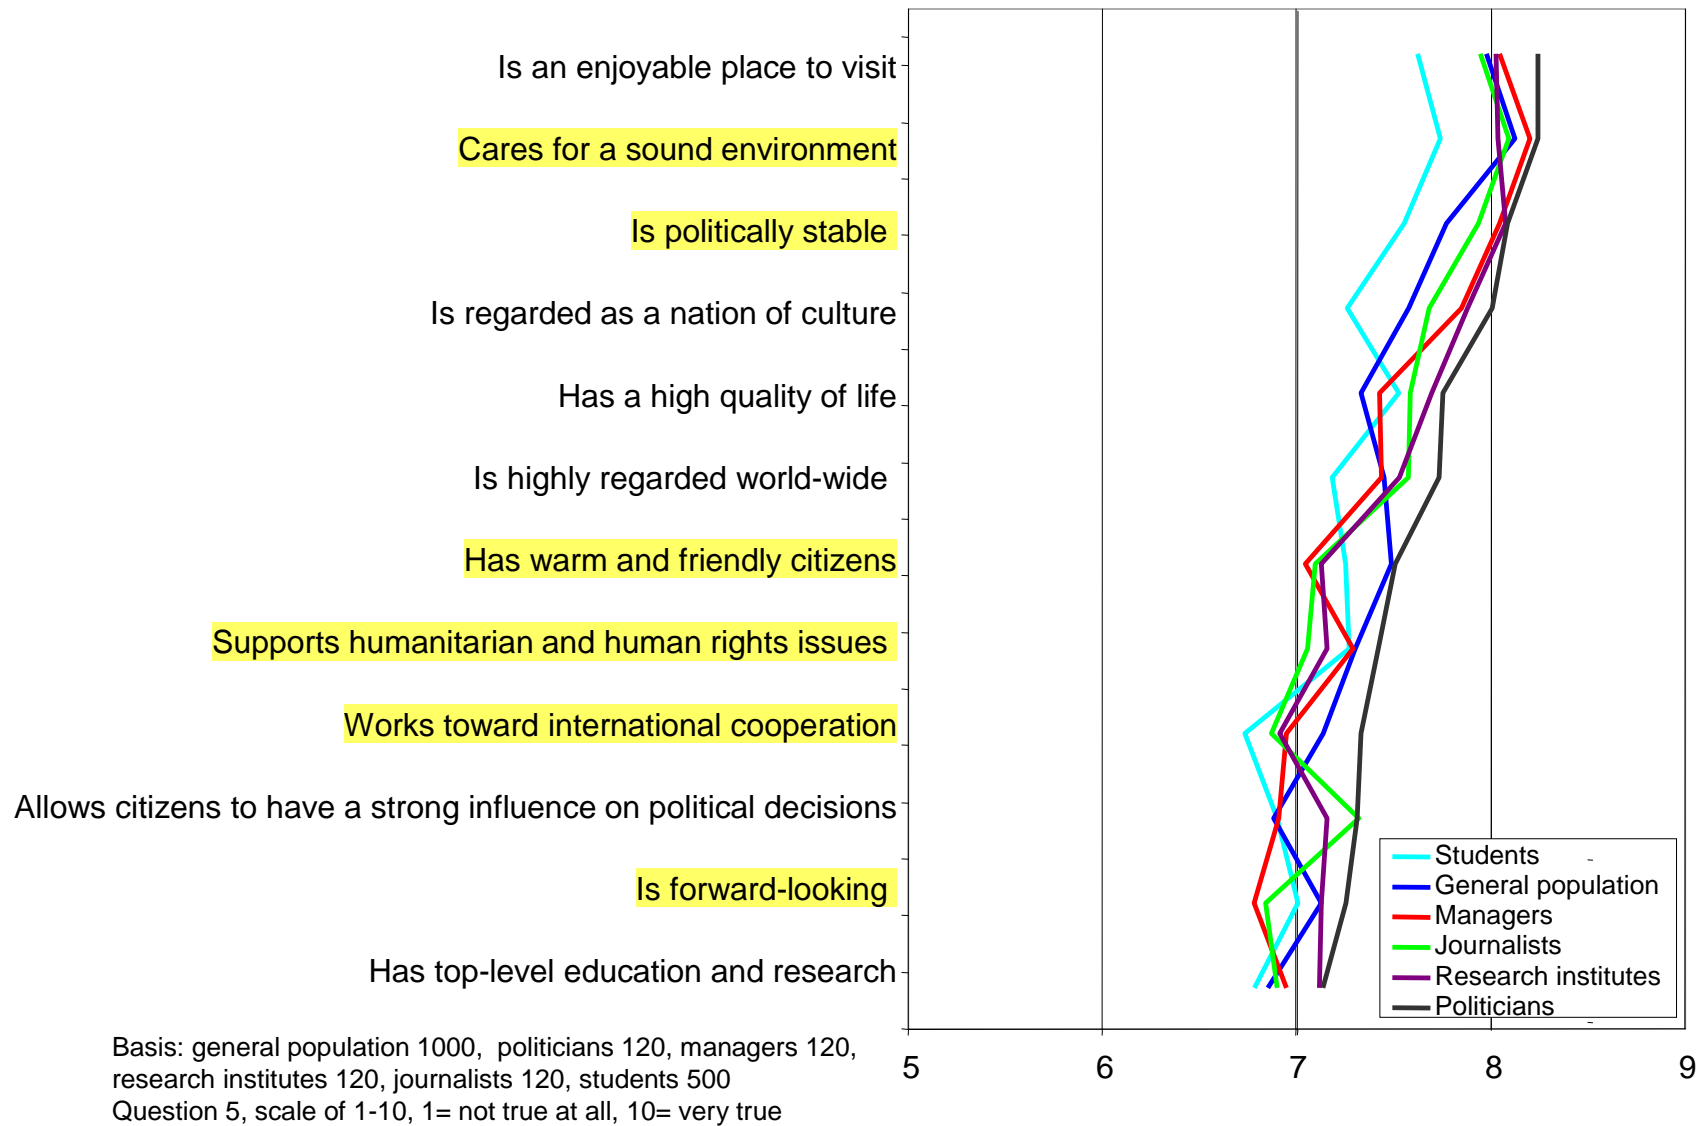 Is an enjoyable place to visit
Cares for a sound environment
Is politically stable
Is regarded as a nation of culture
Has a high quality of life
Is highly regarded world-wide
Has warm and friendly citizens
Supports humanitarian and human rights issues
Works toward international cooperation
Allows citizens to have a strong influence on political decisions
Is forward-looking
Has top-level education and research
Students
General population
Managers
Journalists
Research institutes
Politicians
5 6 7 8 9
Basis: general population 1000, politicians 120, managers 120,
research institutes 120, journalists 120, students 500
Question 5, scale of 1-10, 1= not true at all, 10= very true